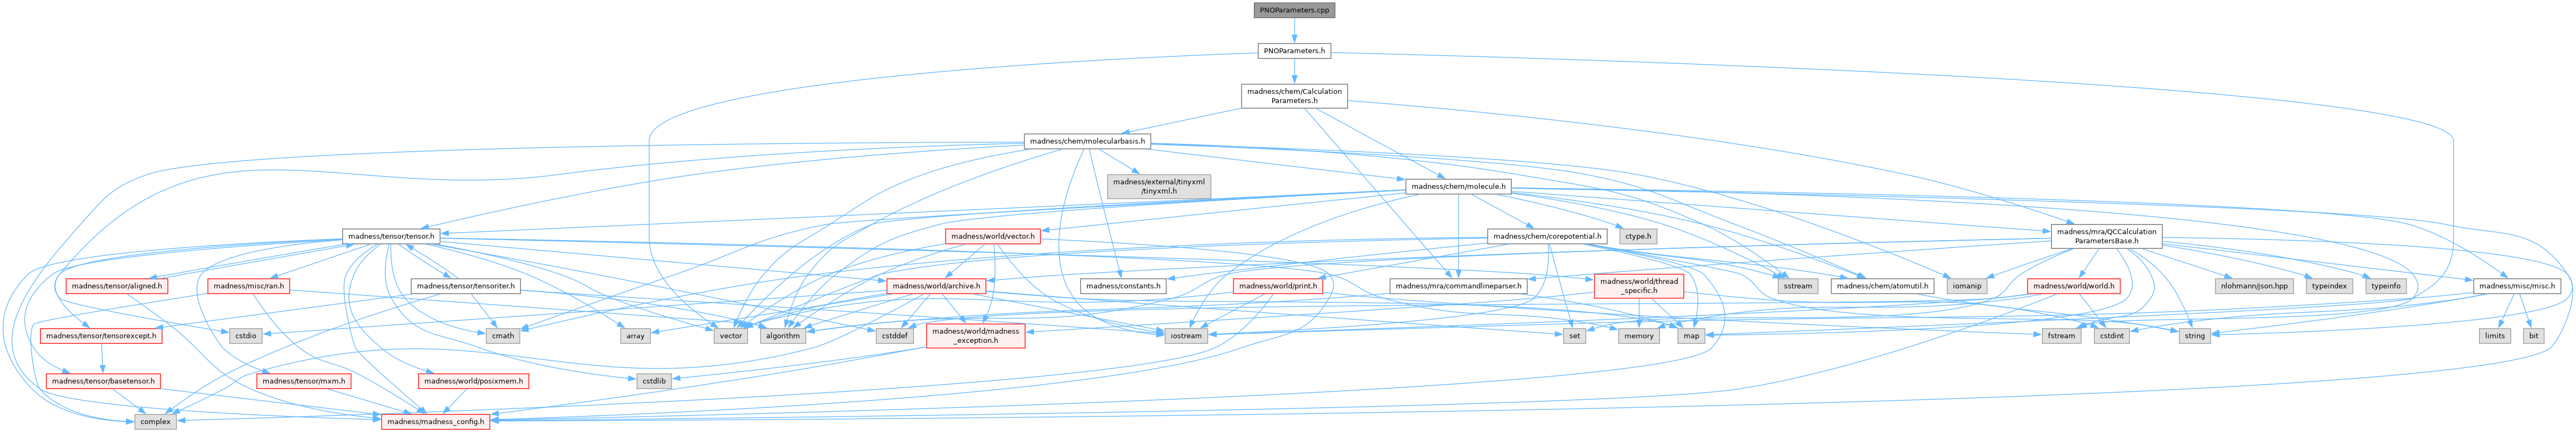 PNOParameters.cpp
PNOParameters.h
madness/chem/Calculation
Parameters.h
madness/chem/molecularbasis.h
madness/external/tinyxml
/tinyxml.h
madness/chem/molecule.h
madness/tensor/tensor.h
madness/world/vector.h
madness/chem/corepotential.h
ctype.h
madness/mra/QCCalculation
ParametersBase.h
madness/tensor/aligned.h
madness/misc/ran.h
madness/tensor/tensoriter.h
madness/world/archive.h
madness/constants.h
madness/world/print.h
madness/mra/commandlineparser.h
madness/world/thread
_specific.h
sstream
madness/chem/atomutil.h
iomanip
madness/world/world.h
nlohmann/json.hpp
typeindex
typeinfo
madness/misc/misc.h
cstdio
madness/tensor/tensorexcept.h
cmath
array
vector
algorithm
cstddef
madness/world/madness
_exception.h
iostream
set
memory
map
fstream
cstdint
string
limits
bit
madness/tensor/basetensor.h
madness/tensor/mxm.h
madness/world/posixmem.h
cstdlib
complex
madness/madness_config.h